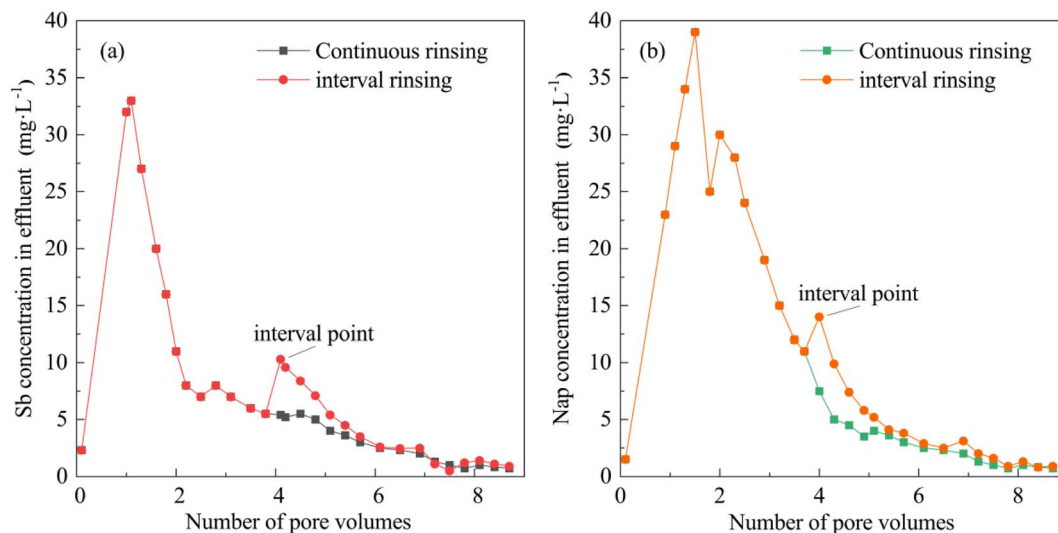 (a)
Continuous rinsing
interval rinsing
interval point
Sb concentration in effluent (mg·L⁻¹)
40
35
30
25
20
15
10
5
0
0 2 4 6 8
Number of pore volumes
(b)
Continuous rinsing
interval rinsing
interval point
Nap concentration in effluent (mg·L⁻¹)
40
35
30
25
20
15
10
5
0
0 2 4 6 8
Number of pore volumes